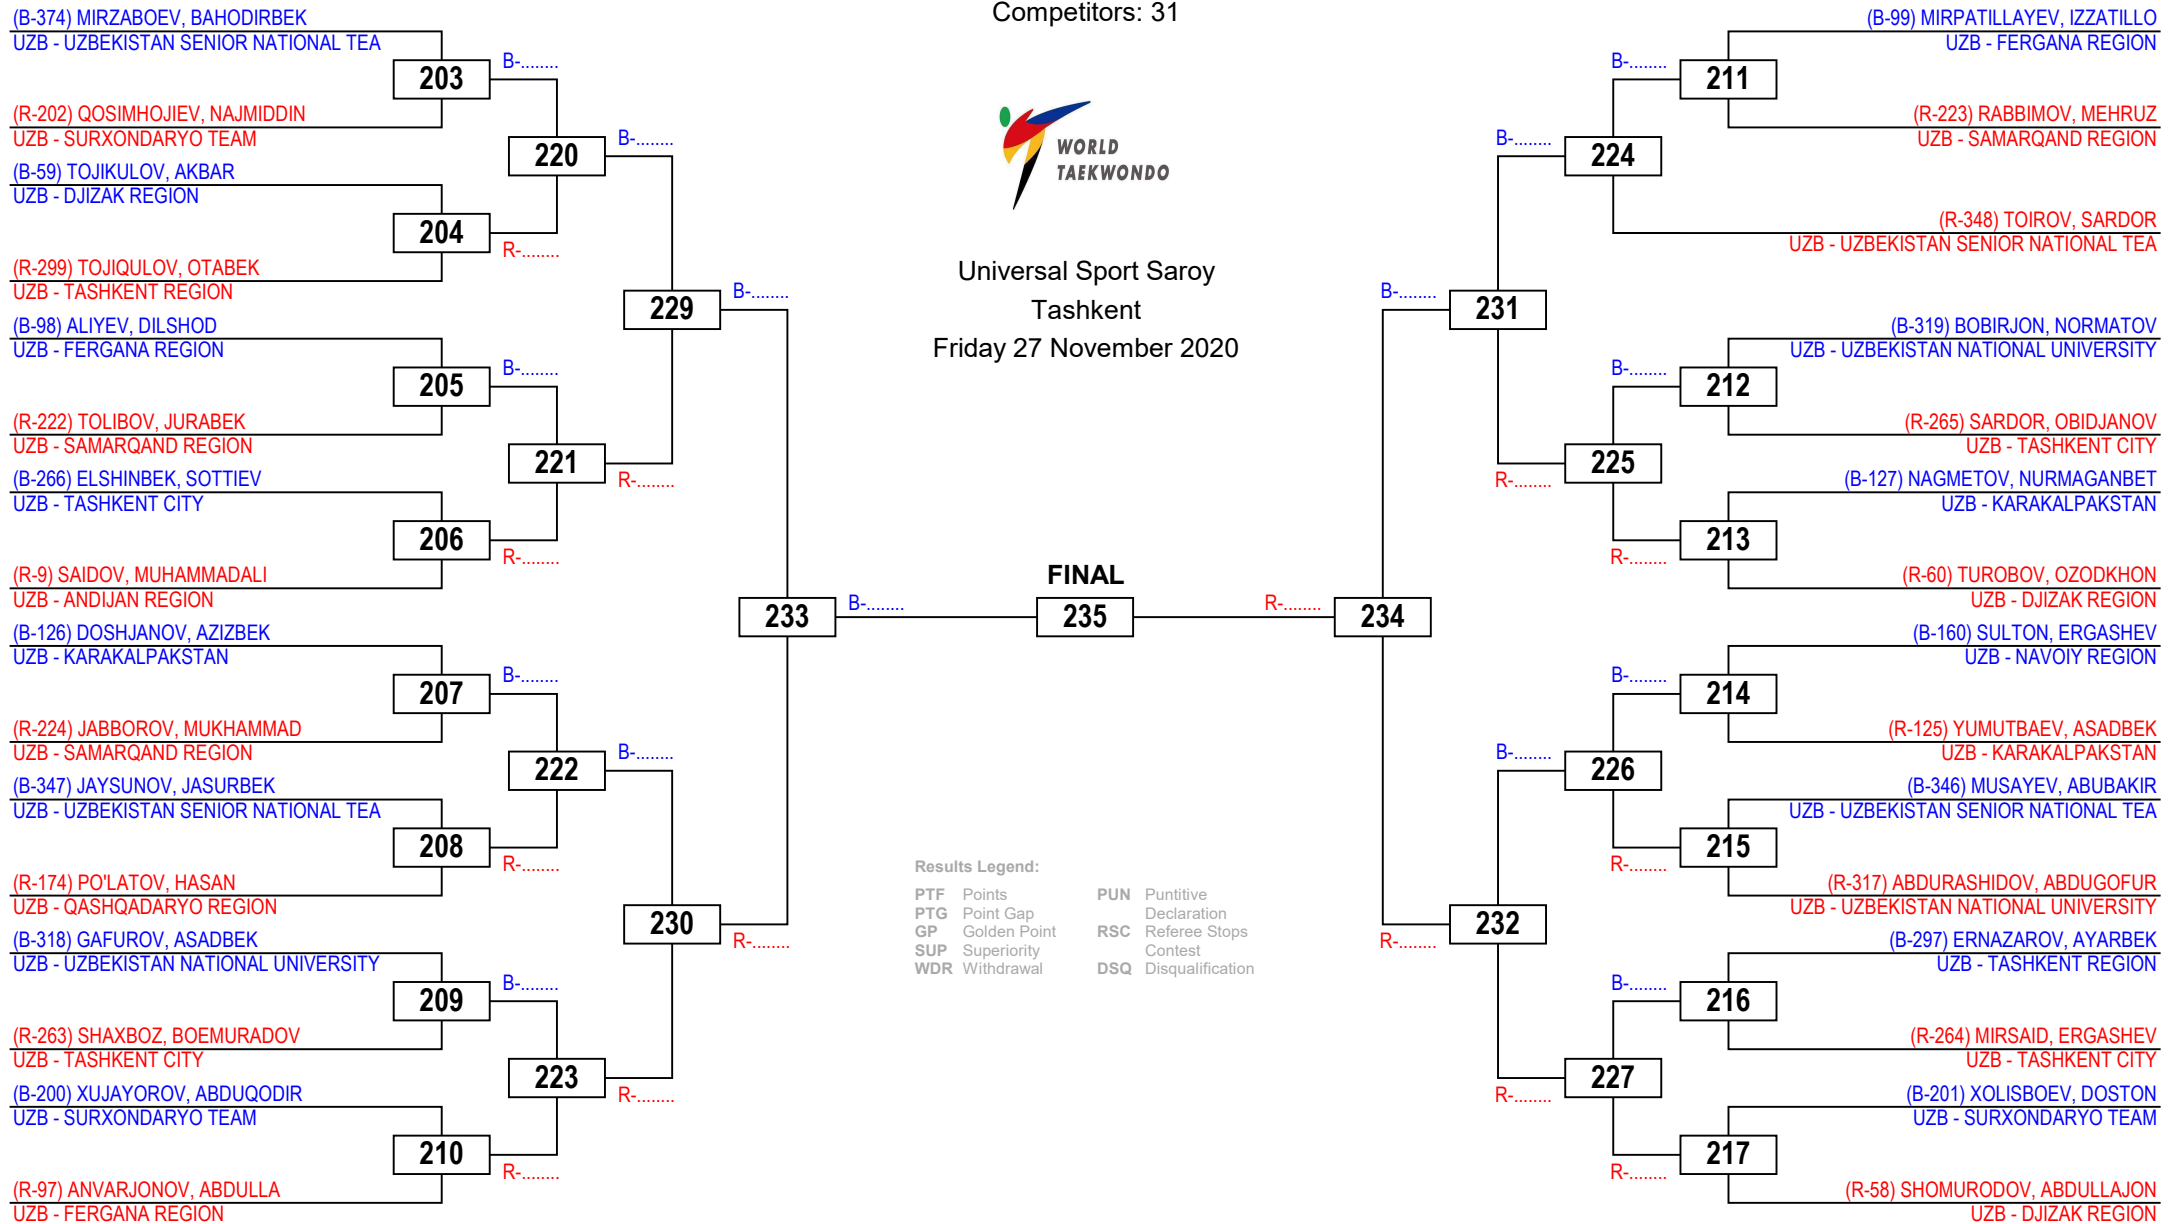 Competitors: 31
WORLD
TAEKWONDO
Universal Sport Saroy
Tashkent
Friday 27 November 2020
(B-374) MIRZABOEV, BAHODIRBEK
UZB - UZBEKISTAN SENIOR NATIONAL TEA
203
B-........
(R-202) QOSIMHOJIEV, NAJMIDDIN
UZB - SURXONDARYO TEAM
220
B-........
(B-59) TOJIKULOV, AKBAR
UZB - DJIZAK REGION
204
R-........
(R-299) TOJIQULOV, OTABEK
UZB - TASHKENT REGION
229
B-........
(B-98) ALIYEV, DILSHOD
UZB - FERGANA REGION
205
B-........
(R-222) TOLIBOV, JURABEK
UZB - SAMARQAND REGION
221
R-........
(B-266) ELSHINBEK, SOTTIEV
UZB - TASHKENT CITY
206
R-........
(R-9) SAIDOV, MUHAMMADALI
UZB - ANDIJAN REGION
233
B-........
(B-126) DOSHJANOV, AZIZBEK
UZB - KARAKALPAKSTAN
207
B-........
(R-224) JABBOROV, MUKHAMMAD
UZB - SAMARQAND REGION
222
B-........
(B-347) JAYSUNOV, JASURBEK
UZB - UZBEKISTAN SENIOR NATIONAL TEA
208
R-........
(R-174) PO'LATOV, HASAN
UZB - QASHQADARYO REGION
230
R-........
(B-318) GAFUROV, ASADBEK
UZB - UZBEKISTAN NATIONAL UNIVERSITY
209
B-........
(R-263) SHAXBOZ, BOEMURADOV
UZB - TASHKENT CITY
223
R-........
(B-200) XUJAYOROV, ABDUQODIR
UZB - SURXONDARYO TEAM
210
R-........
(R-97) ANVARJONOV, ABDULLA
UZB - FERGANA REGION
FINAL
235
Results Legend:
PTF Points
PTG Point Gap
GP Golden Point
SUP Superiority
WDR Withdrawal
PUN Puntitive
Declaration
RSC Referee Stops
Contest
DSQ Disqualification
(B-99) MIRPATILLAYEV, IZZATILLO
UZB - FERGANA REGION
B-........
211
(R-223) RABBIMOV, MEHRUZ
UZB - SAMARQAND REGION
B-........
224
(R-348) TOIROV, SARDOR
UZB - UZBEKISTAN SENIOR NATIONAL TEA
B-........
231
(B-319) BOBIRJON, NORMATOV
UZB - UZBEKISTAN NATIONAL UNIVERSITY
B-........
212
(R-265) SARDOR, OBIDJANOV
UZB - TASHKENT CITY
R-........
225
(B-127) NAGMETOV, NURMAGANBET
UZB - KARAKALPAKSTAN
R-........
213
(R-60) TUROBOV, OZODKHON
UZB - DJIZAK REGION
R-........
234
(B-160) SULTON, ERGASHEV
UZB - NAVOIY REGION
B-........
214
(R-125) YUMUTBAEV, ASADBEK
UZB - KARAKALPAKSTAN
B-........
226
(B-346) MUSAYEV, ABUBAKIR
UZB - UZBEKISTAN SENIOR NATIONAL TEA
R-........
215
(R-317) ABDURASHIDOV, ABDUGOFUR
UZB - UZBEKISTAN NATIONAL UNIVERSITY
R-........
232
(B-297) ERNAZAROV, AYARBEK
UZB - TASHKENT REGION
B-........
216
(R-264) MIRSAID, ERGASHEV
UZB - TASHKENT CITY
R-........
227
(B-201) XOLISBOEV, DOSTON
UZB - SURXONDARYO TEAM
R-........
217
(R-58) SHOMURODOV, ABDULLAJON
UZB - DJIZAK REGION